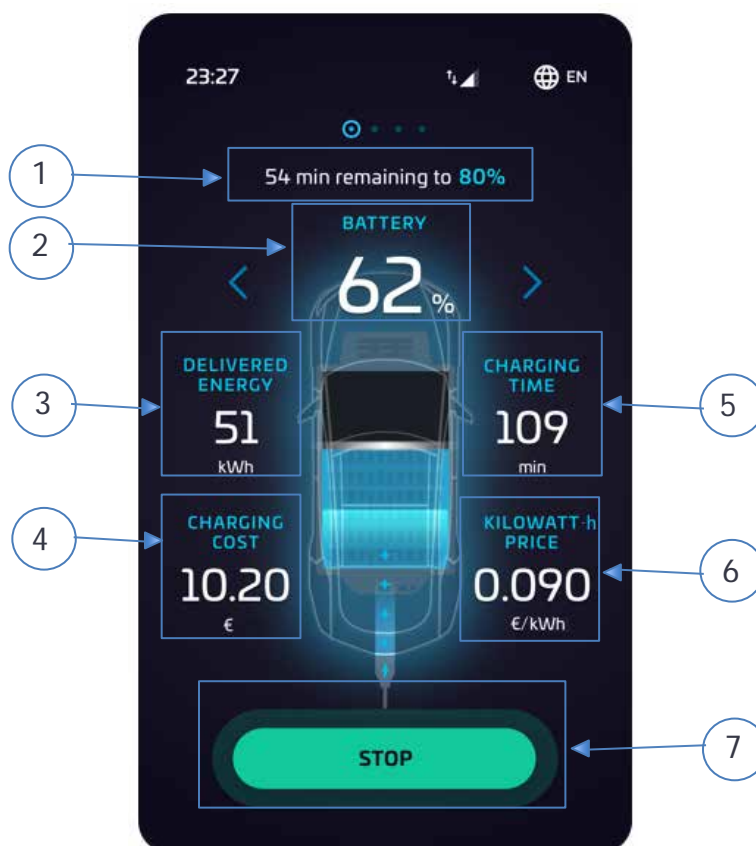 23:27
EN
1
54 min remaining to 80%
2
BATTERY
62%
3
DELIVERED
ENERGY
51
kWh
5
CHARGING
TIME
109
min
4
CHARGING
COST
10.20
€
6
KILOWATT-h
PRICE
0.090
€/kWh
7
STOP